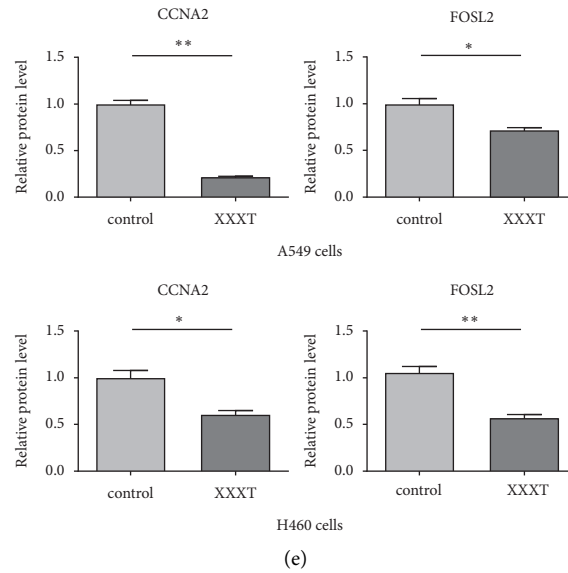 CCNA2
FOSL2
Relative protein level
1.5
1.0
0.5
0.0
**
control
XXXT
Relative protein level
1.5
1.0
0.5
0.0
*
control
XXXT
A549 cells
CCNA2
FOSL2
Relative protein level
1.5
1.0
0.5
0.0
*
control
XXXT
Relative protein level
1.5
1.0
0.5
0.0
**
control
XXXT
H460 cells
(e)